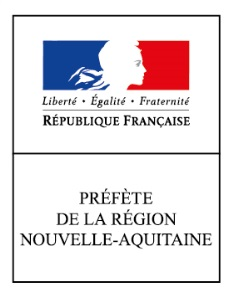 Liberté • Égalité • Fraternité
RÉPUBLIQUE FRANÇAISE
PRÉFÈTE
DE LA RÉGION
NOUVELLE-AQUITAINE